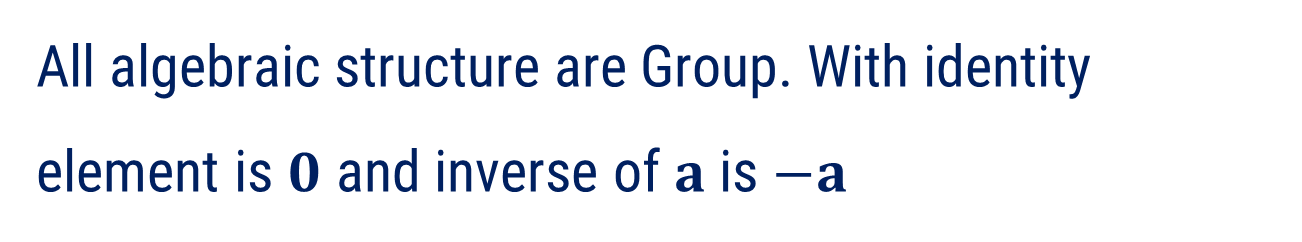 All algebraic structure are Group. With identity
element is 0 and inverse of a is −a